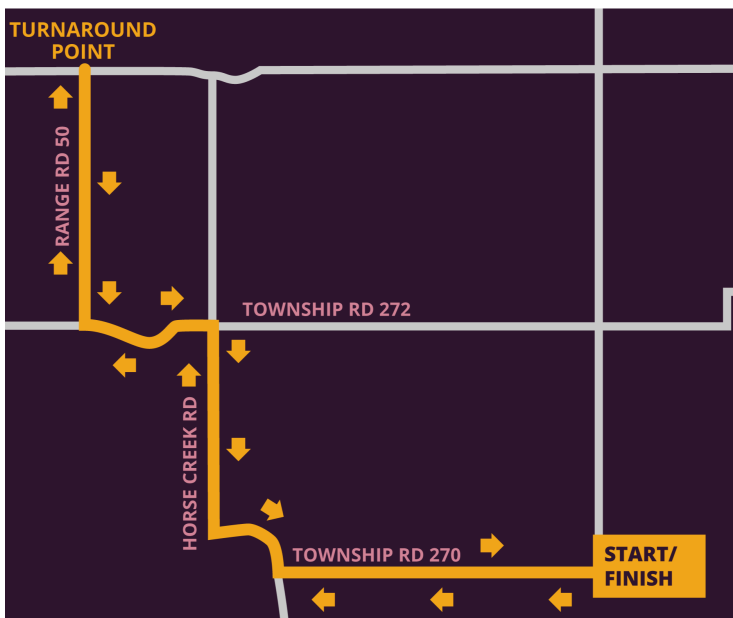 TURNAROUND
POINT
RANGE RD 50
TOWNSHIP RD 272
HORSE CREEK RD
TOWNSHIP RD 270
START/
FINISH